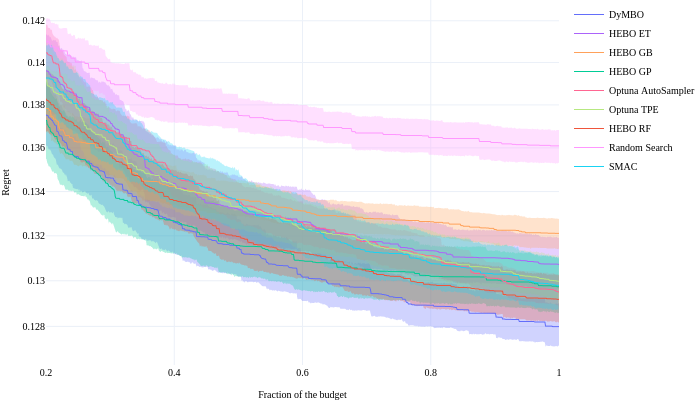 0.142
0.14
0.138
0.136
0.134
0.132
0.13
0.128
Regret
0.2
0.4
0.6
0.8
1
Fraction of the budget
DyMBO
HEBO ET
HEBO GB
HEBO GP
Optuna AutoSampler
Optuna TPE
HEBO RF
Random Search
SMAC